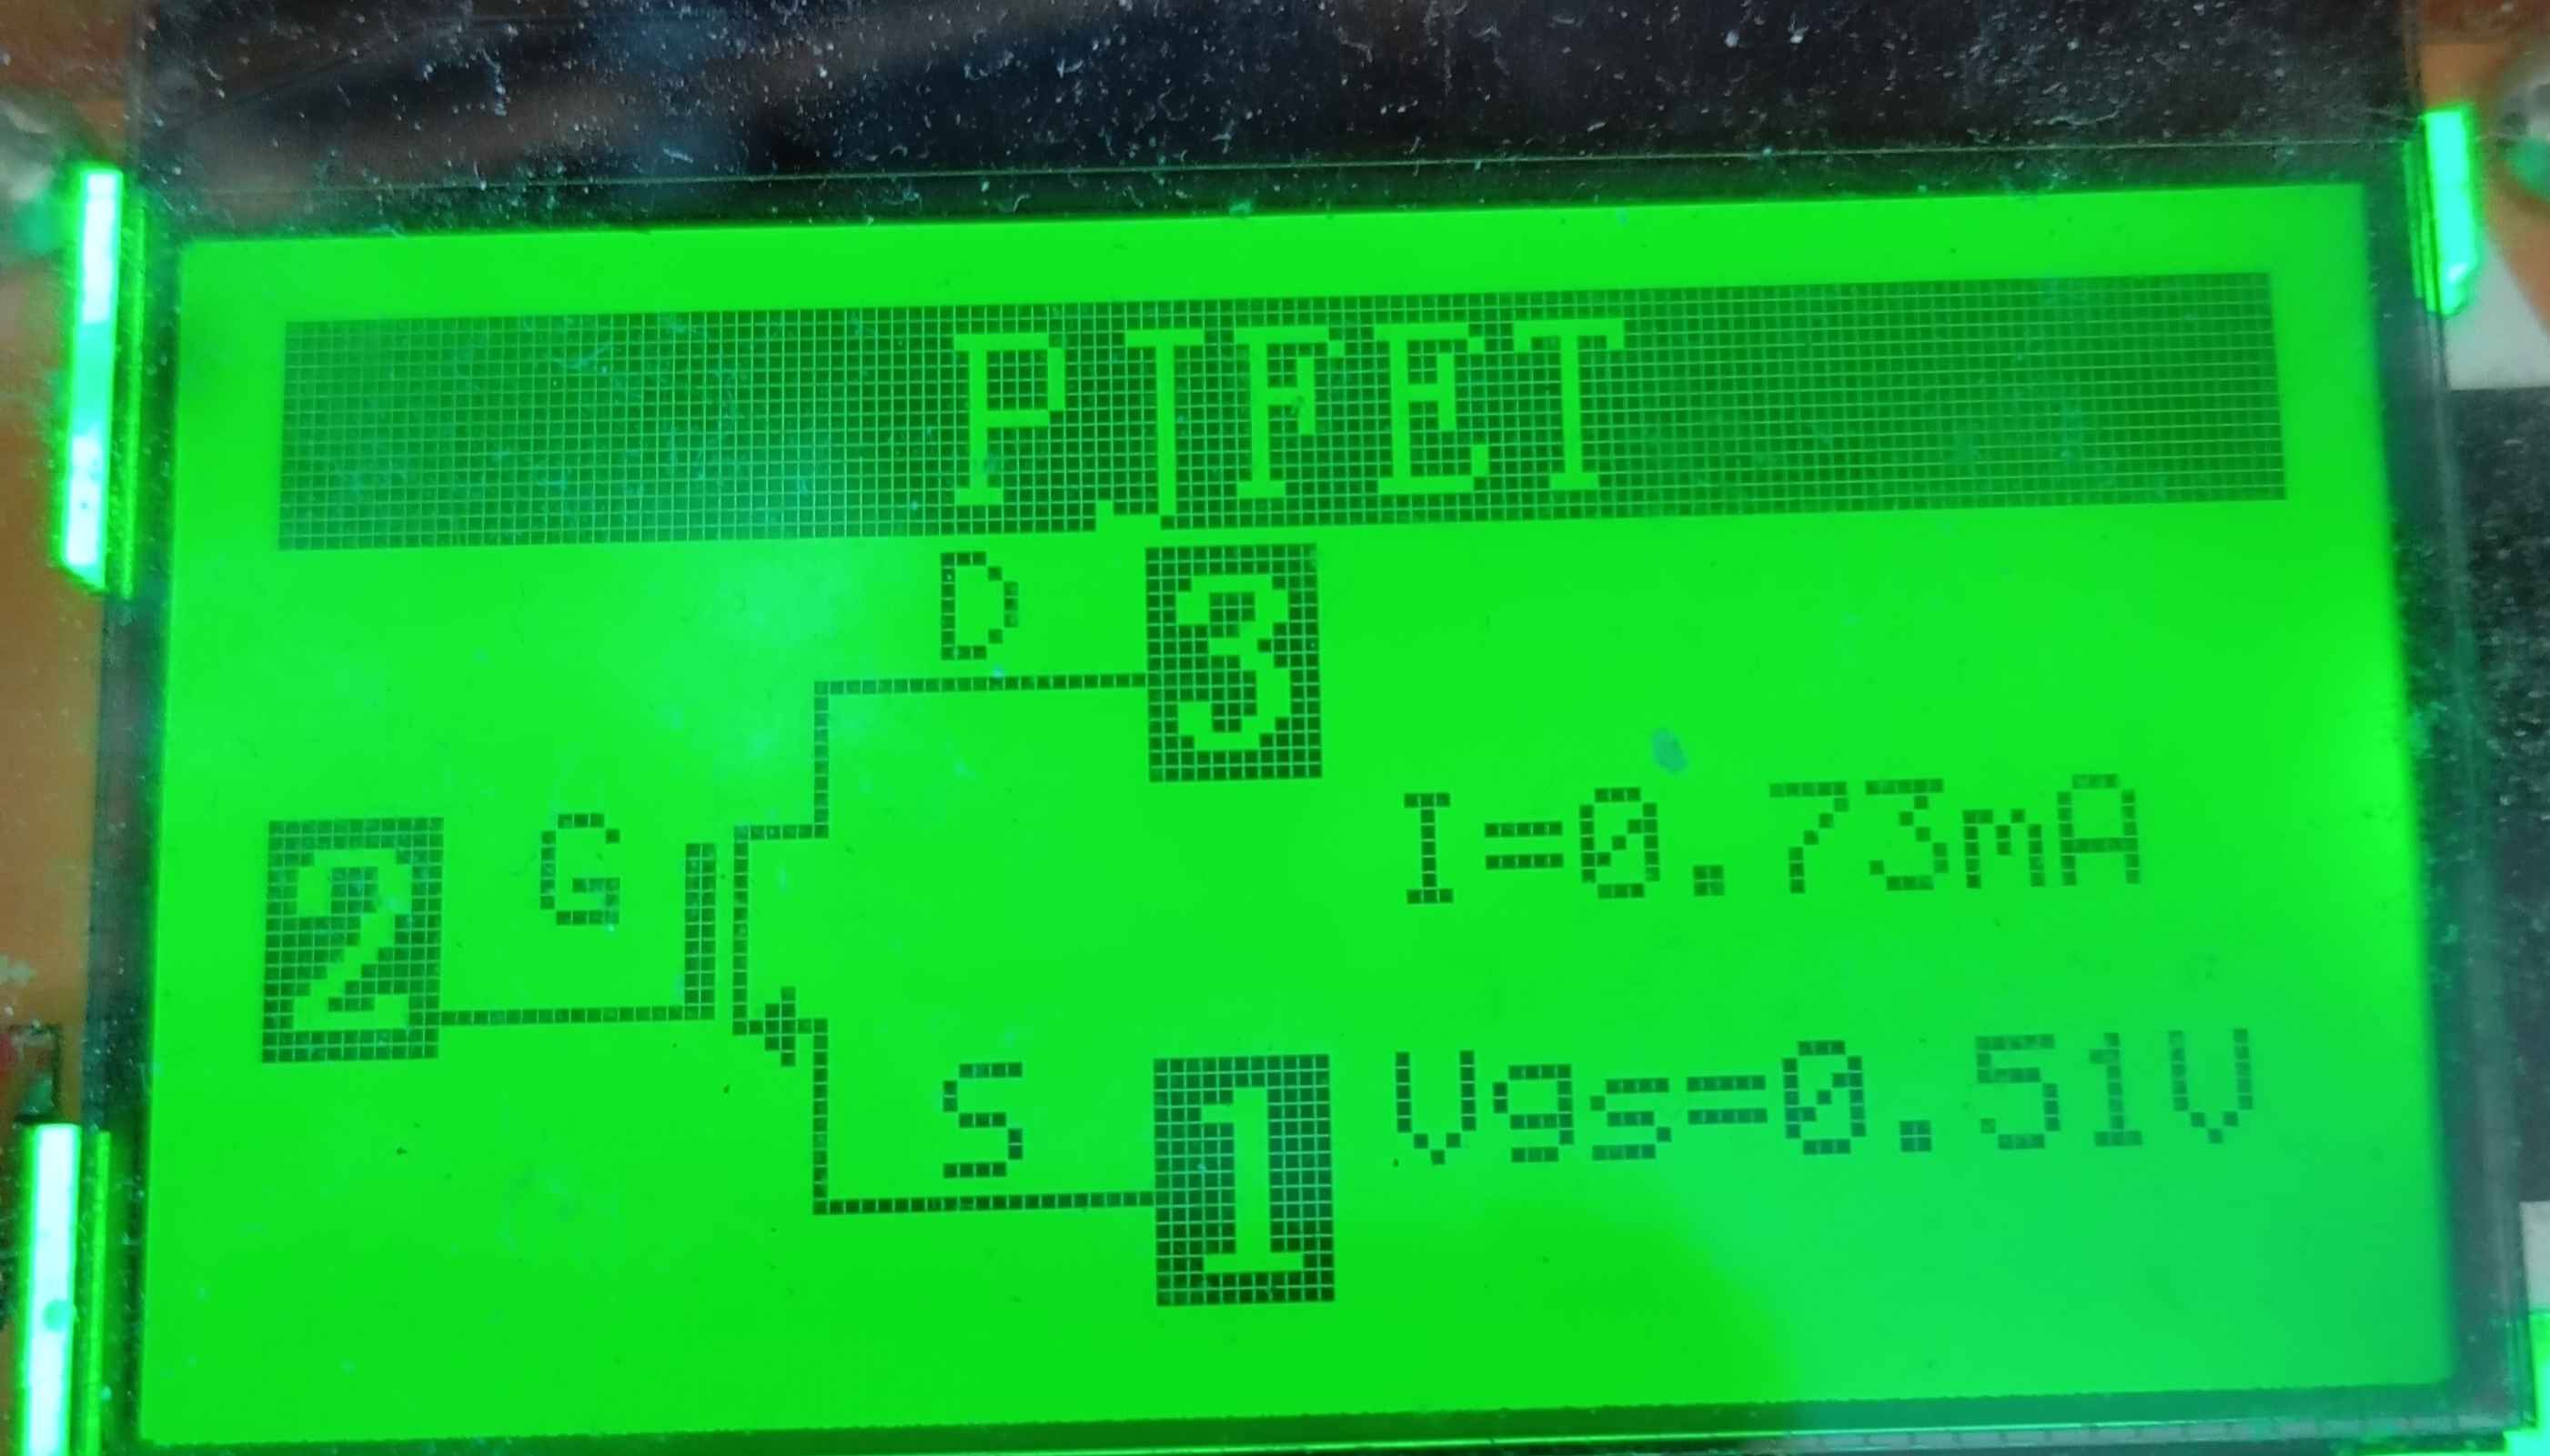 PJFET
D 3
2 G
I=0.73mA
S 1
Vgs=0.51V